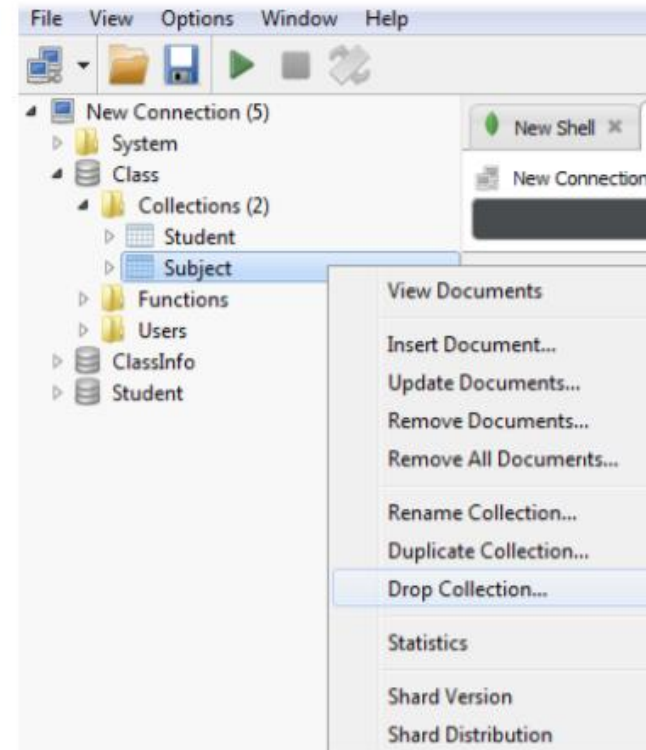 File View Options Window Help
New Connection (5)
System
Class
Collections (2)
Student
Subject
Functions
Users
ClassInfo
Student
New Shell
New Connection
View Documents
Insert Document...
Update Documents...
Remove Documents...
Remove All Documents...
Rename Collection...
Duplicate Collection...
Drop Collection...
Statistics
Shard Version
Shard Distribution